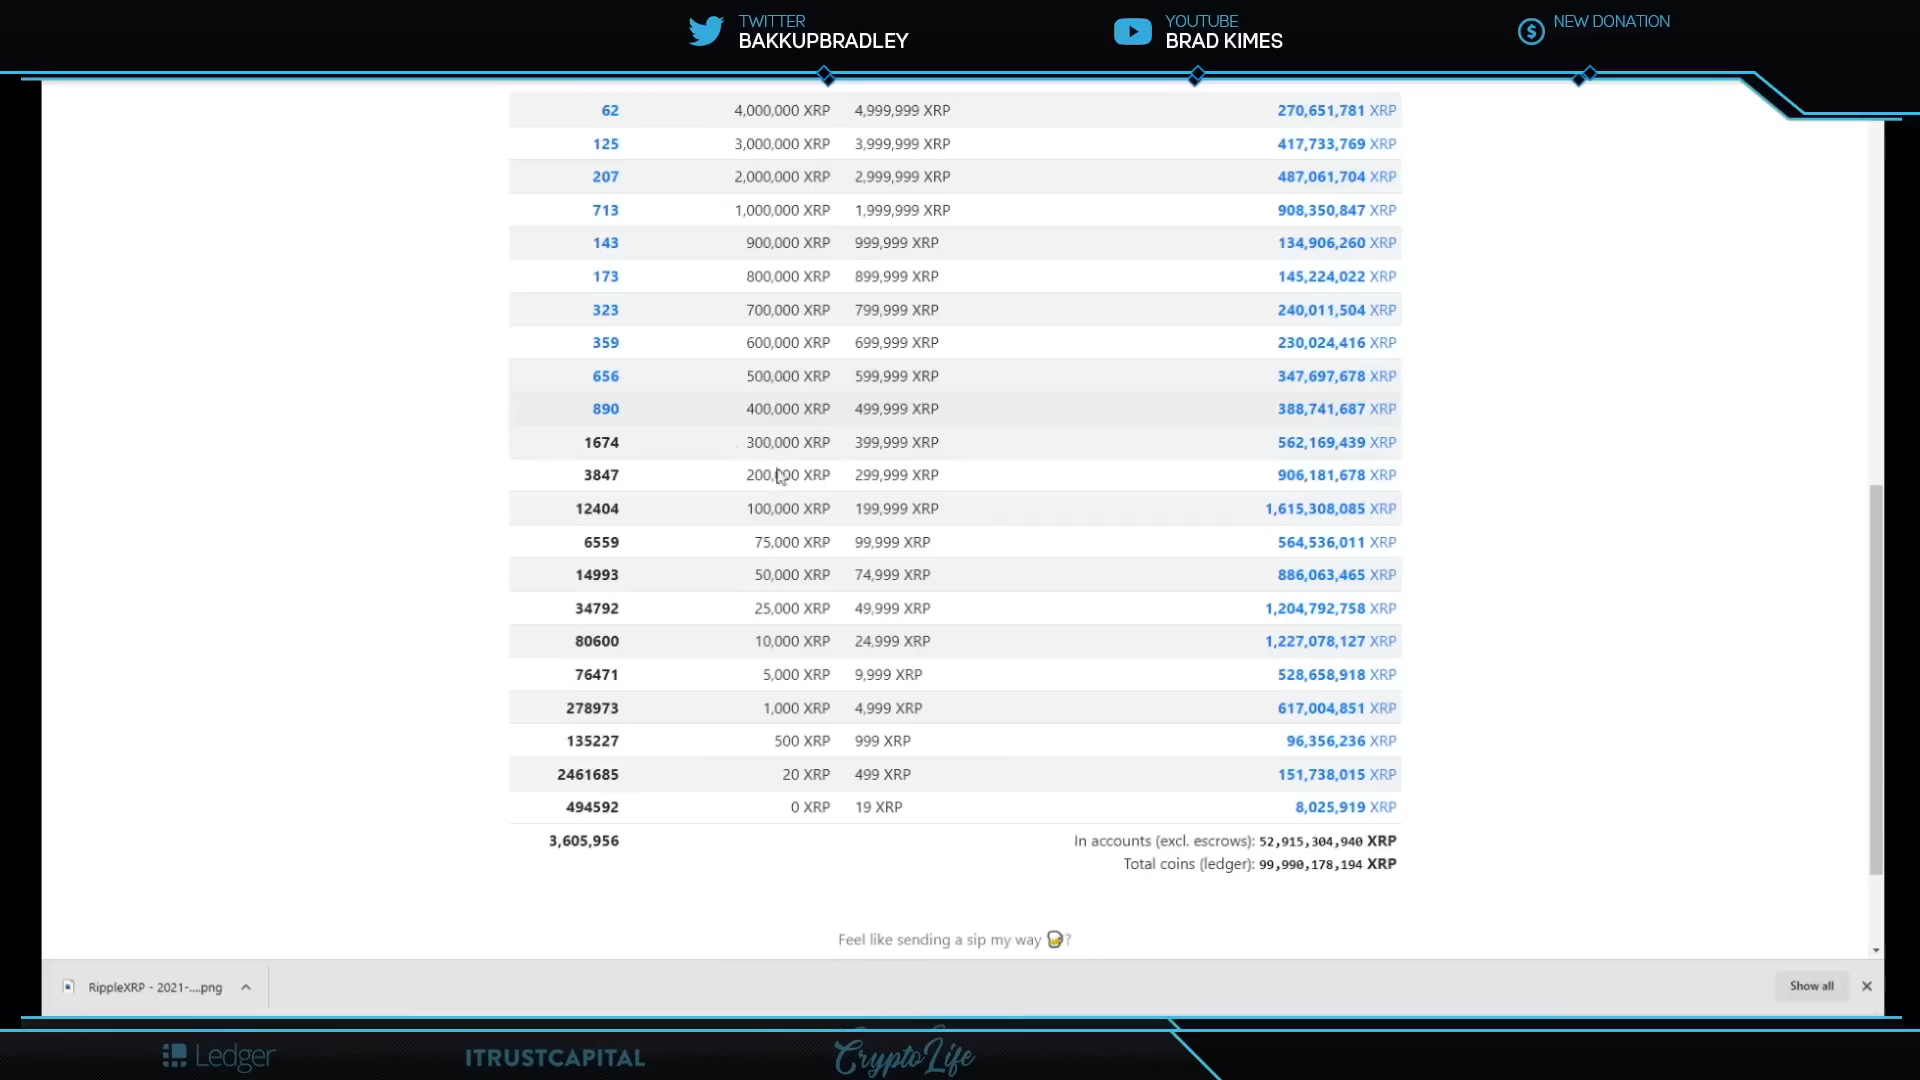 TWITTER
BAKKUPBRADLEY
YOUTUBE
BRAD KIMES
NEW DONATION
62 4,000,000 XRP 4,999,999 XRP 270,651,781 XRP
125 3,000,000 XRP 3,999,999 XRP 417,733,769 XRP
207 2,000,000 XRP 2,999,999 XRP 487,061,704 XRP
713 1,000,000 XRP 1,999,999 XRP 908,350,847 XRP
143 900,000 XRP 999,999 XRP 134,906,260 XRP
173 800,000 XRP 899,999 XRP 145,224,022 XRP
323 700,000 XRP 799,999 XRP 240,011,504 XRP
359 600,000 XRP 699,999 XRP 230,024,416 XRP
656 500,000 XRP 599,999 XRP 347,697,678 XRP
890 400,000 XRP 499,999 XRP 388,741,687 XRP
1674 300,000 XRP 399,999 XRP 562,169,439 XRP
3847 200,000 XRP 299,999 XRP 906,181,678 XRP
12404 100,000 XRP 199,999 XRP 1,615,308,085 XRP
6559 75,000 XRP 99,999 XRP 564,536,011 XRP
14993 50,000 XRP 74,999 XRP 886,063,465 XRP
34792 25,000 XRP 49,999 XRP 1,204,792,758 XRP
80600 10,000 XRP 24,999 XRP 1,227,078,127 XRP
76471 5,000 XRP 9,999 XRP 528,658,918 XRP
278973 1,000 XRP 4,999 XRP 617,004,851 XRP
135227 500 XRP 999 XRP 96,356,236 XRP
2461685 20 XRP 499 XRP 151,738,015 XRP
494592 0 XRP 19 XRP 8,025,919 XRP
3,605,956 In accounts (excl. escrows): 52,915,304,940 XRP
Total coins (ledger): 99,990,178,194 XRP
Feel like sending a sip my way 🍺?
RippleXRP - 2021-....png
Show all
Ledger
ITRUSTCAPITAL
CryptoLife